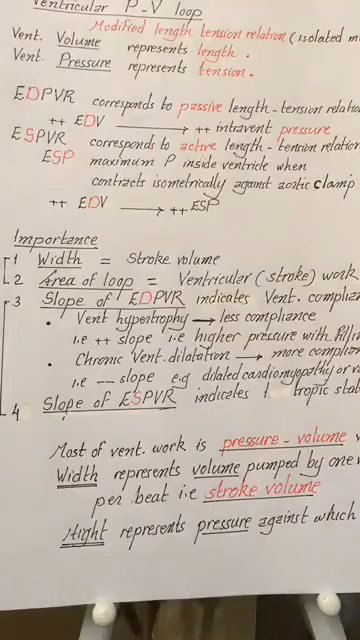 Ventricular P-V loop
Modified length tension relation (isolated
Vent. Volume represents length.
Vent. Pressure represents tension.
EDPVR corresponds to passive length-tension
++ EDV → ++ intravent pressure
ESPVR corresponds to active length-tension
ESP maximum P inside ventricle when
contracts isometrically against aortic clamp
++ EDV → ++ ESP
Importance
1 Width = Stroke volume
2 Area of loop = Ventricular (stroke) work
3 Slope of EDPVR indicates Vent.
• Vent hypertrophy → less compliance
i.e ++ slope i.e higher pressure with
• Chronic Vent. dilatation → more
i.e -- slope e.g dilated cardiomyopathy or
4 Slope of ESPVR indicates
Most of vent. work is pressure-volume
Width represents volume pumped by one
per beat i.e stroke volume
Hight represents pressure against which